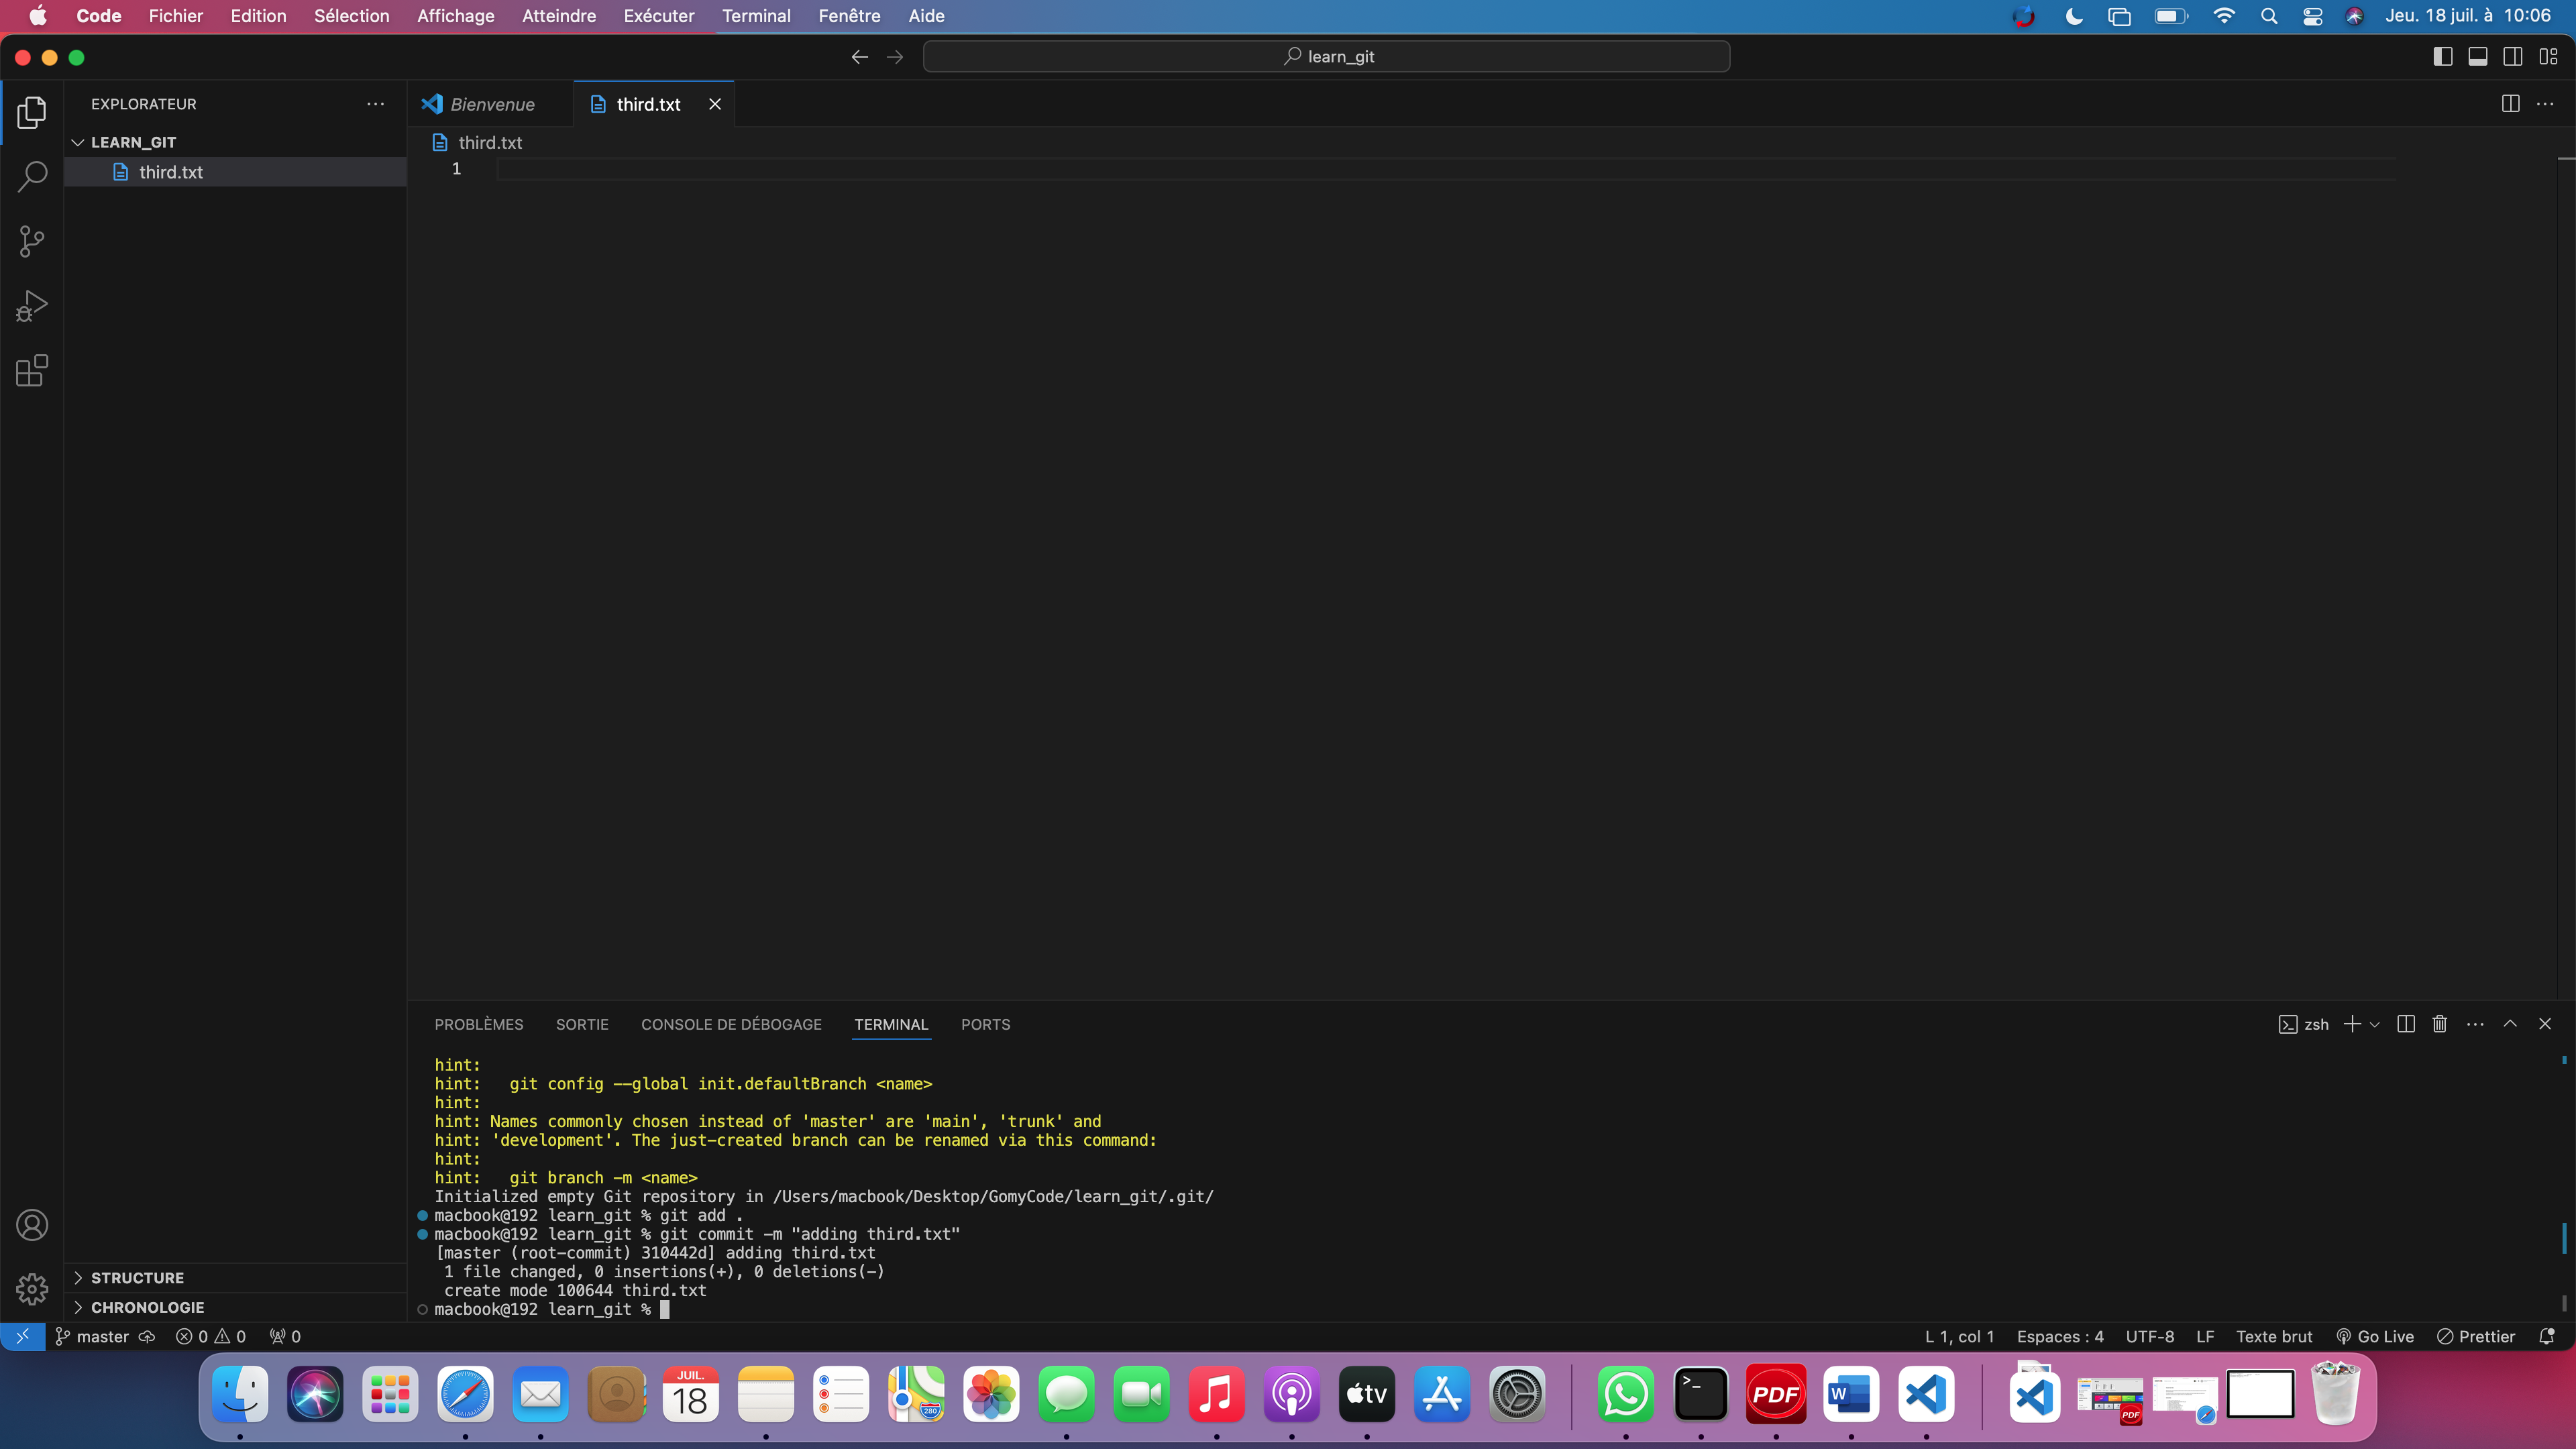 Code Fichier Edition Sélection Affichage Atteindre Exécuter Terminal Fenêtre Aide Jeu. 18 juil. à 10:06
learn_git
EXPLORATEUR
Bienvenue
third.txt
LEARN_GIT
third.txt
third.txt
1
PROBLÈMES SORTIE CONSOLE DE DÉBOGAGE TERMINAL PORTS
zsh
hint:
hint:   git config --global init.defaultBranch <name>
hint:
hint: Names commonly chosen instead of 'master' are 'main', 'trunk' and
hint: 'development'. The just-created branch can be renamed via this command:
hint:
hint:   git branch -m <name>
Initialized empty Git repository in /Users/macbook/Desktop/GomyCode/learn_git/.git/
macbook@192 learn_git % git add .
macbook@192 learn_git % git commit -m "adding third.txt"
[master (root-commit) 310442d] adding third.txt
 1 file changed, 0 insertions(+), 0 deletions(-)
 create mode 100644 third.txt
macbook@192 learn_git %
STRUCTURE
CHRONOLOGIE
master 0 0 0 L 1, col 1 Espaces : 4 UTF-8 LF Texte brut Go Live Prettier
JUIL.
18
280
tv
>_
PDF
W
PDF